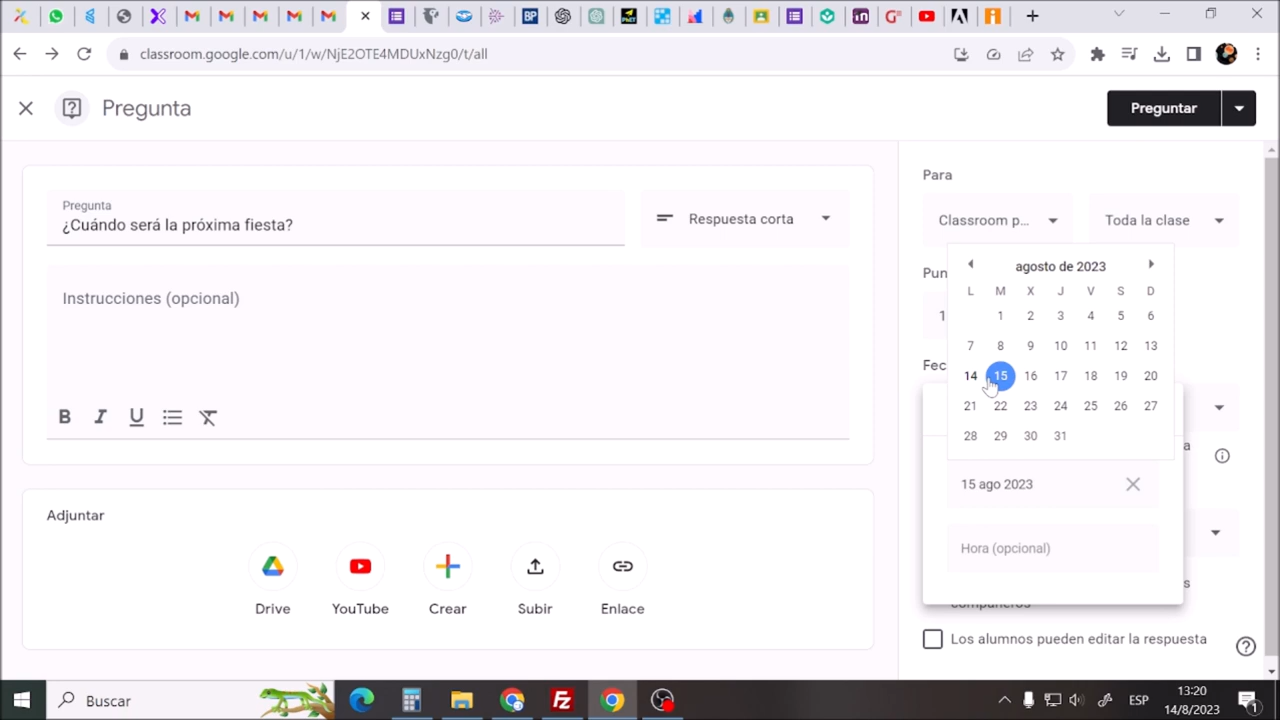 classroom.google.com/u/1/w/NjE2OTE4MDUxNzg0/t/all
Pregunta
Preguntar
Pregunta
¿Cuándo será la próxima fiesta?
Respuesta corta
Instrucciones (opcional)
Adjuntar
Drive
YouTube
Crear
Subir
Enlace
Para
Classroom p...
Toda la clase
Pun
1
Fec
agosto de 2023
L M X J V S D
1 2 3 4 5 6
7 8 9 10 11 12 13
14 15 16 17 18 19 20
21 22 23 24 25 26 27
28 29 30 31
a
15 ago 2023
Hora (opcional)
s
compañeros
Los alumnos pueden editar la respuesta
Buscar
ESP
13:20
14/8/2023
1